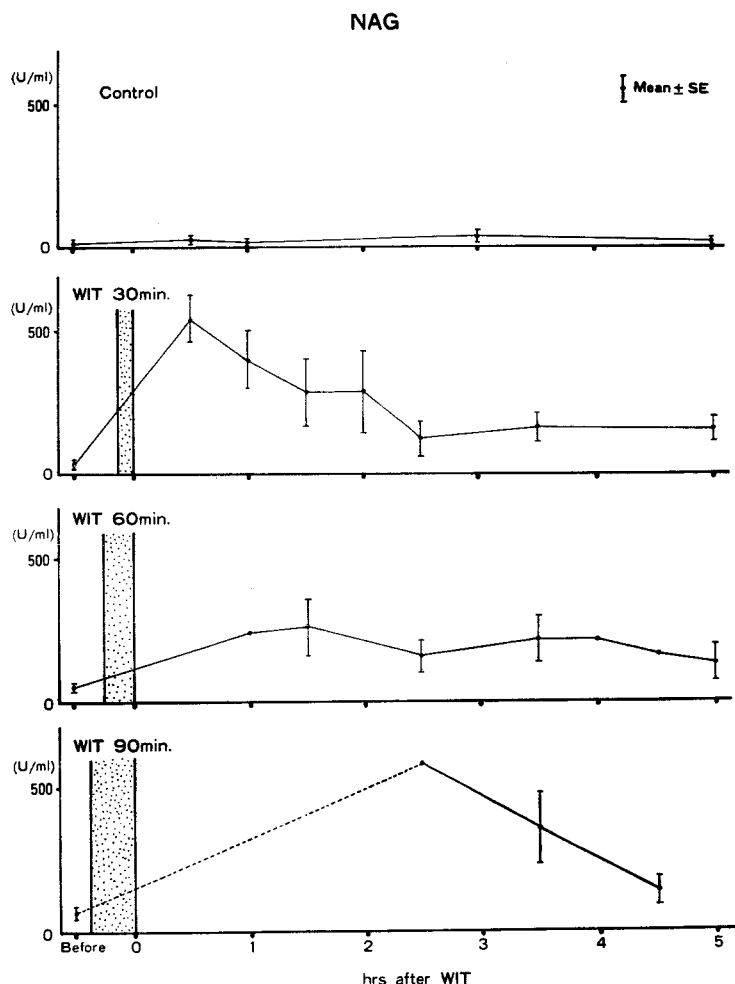 NAG
(U/ml)
500
Control
Mean ± SE
0
WIT 30min.
(U/ml)
500
0
WIT 60min.
(U/ml)
500
0
WIT 90min.
(U/ml)
500
0
Before 0 1 2 3 4 5
hrs after WIT